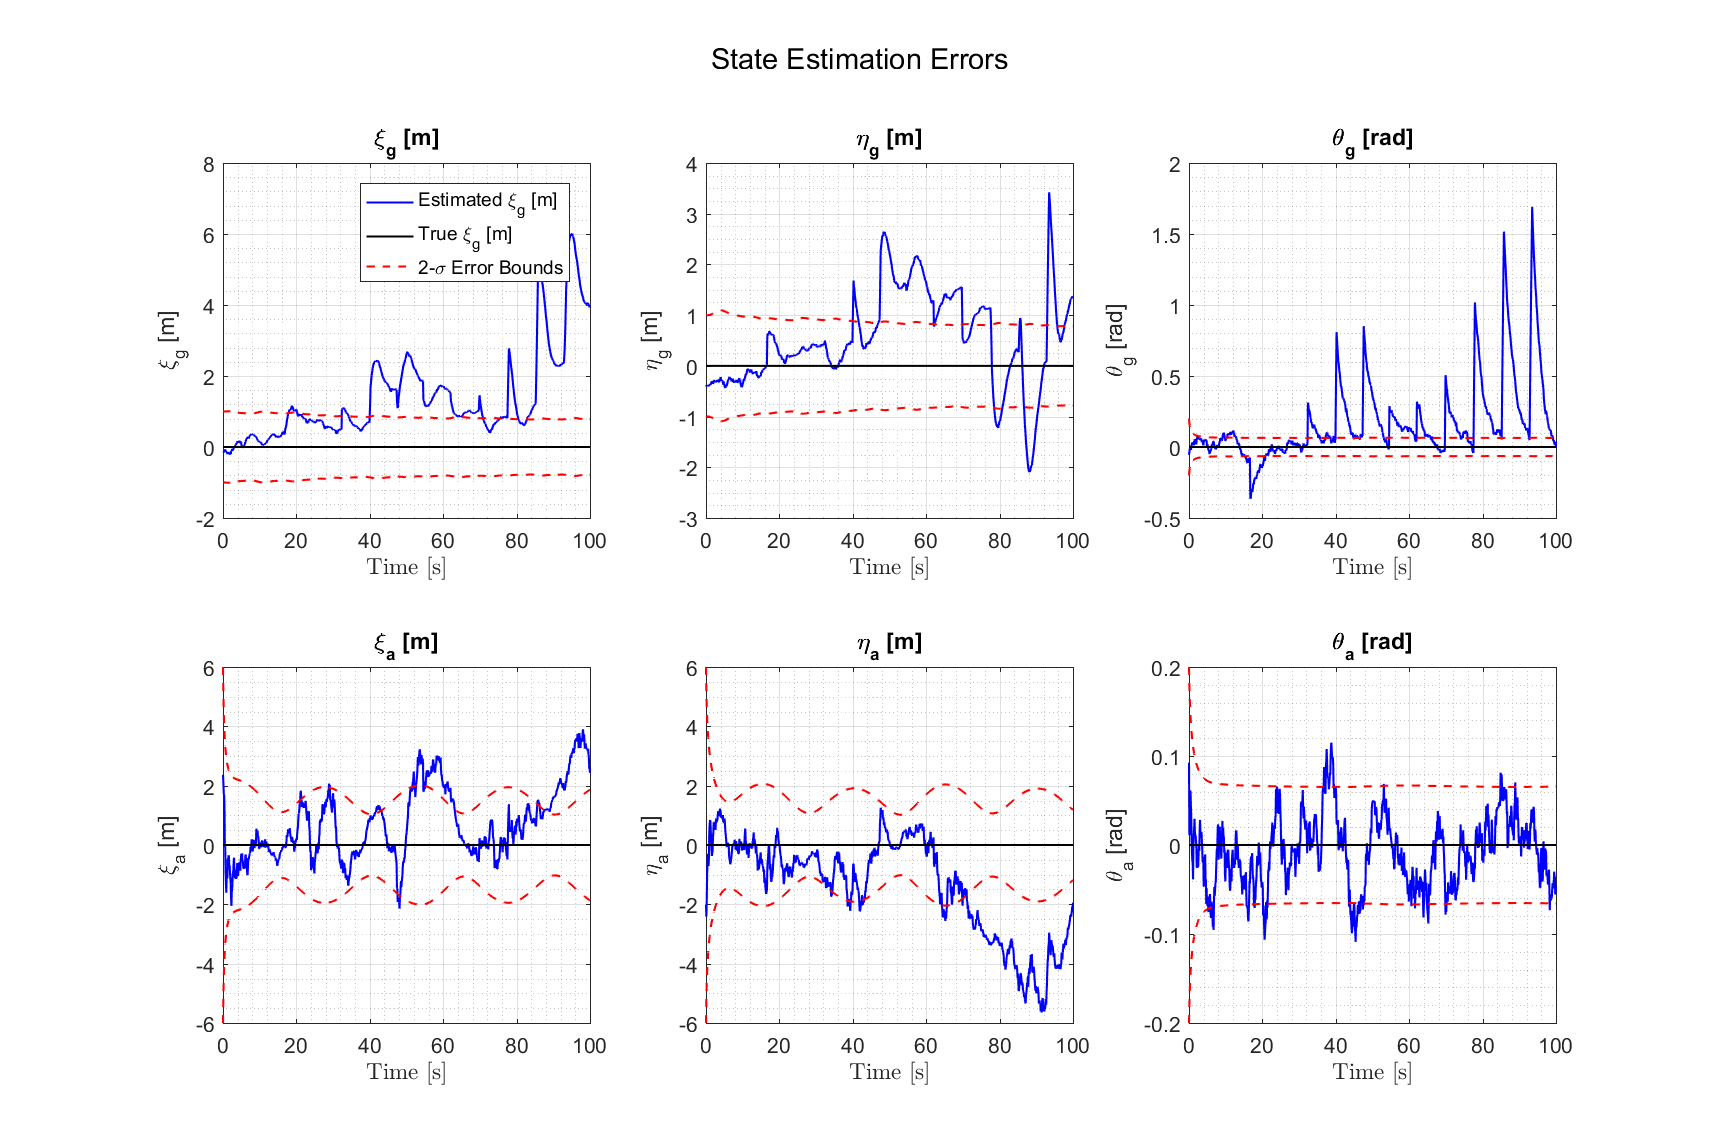 State Estimation Errors
ξg [m]
ηg [m]
θg [rad]
8
6
4
2
0
-2
ξg [m]
Estimated ξg [m]
True ξg [m]
2-σ Error Bounds
0 20 40 60 80 100
Time [s]
4
3
2
1
0
-1
-2
-3
ηg [m]
0 20 40 60 80 100
Time [s]
2
1.5
1
0.5
0
-0.5
θg [rad]
0 20 40 60 80 100
Time [s]
ξa [m]
ηa [m]
θa [rad]
6
4
2
0
-2
-4
-6
ξa [m]
0 20 40 60 80 100
Time [s]
6
4
2
0
-2
-4
-6
ηa [m]
0 20 40 60 80 100
Time [s]
0.2
0.1
0
-0.1
-0.2
θa [rad]
0 20 40 60 80 100
Time [s]